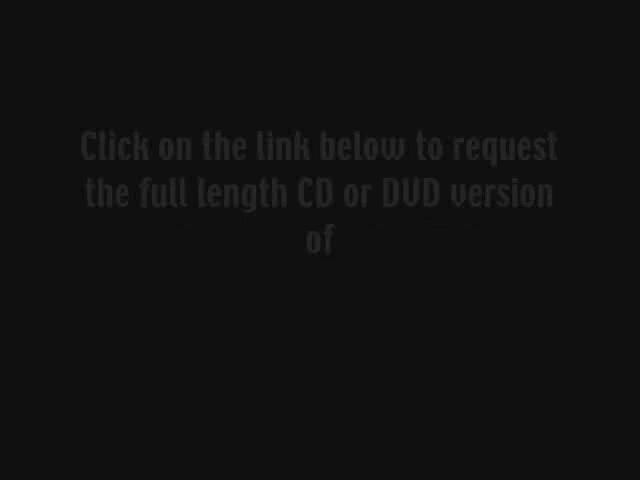 Click on the link below to request
the full length CD or DVD version
of